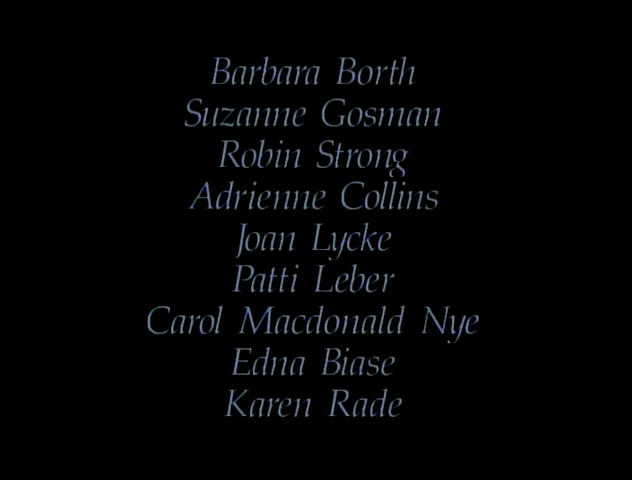 Barbara Borth
Suzanne Gosman
Robin Strong
Adrienne Collins
Joan Lycke
Patti Leber
Carol Macdonald Nye
Edna Biase
Karen Rade